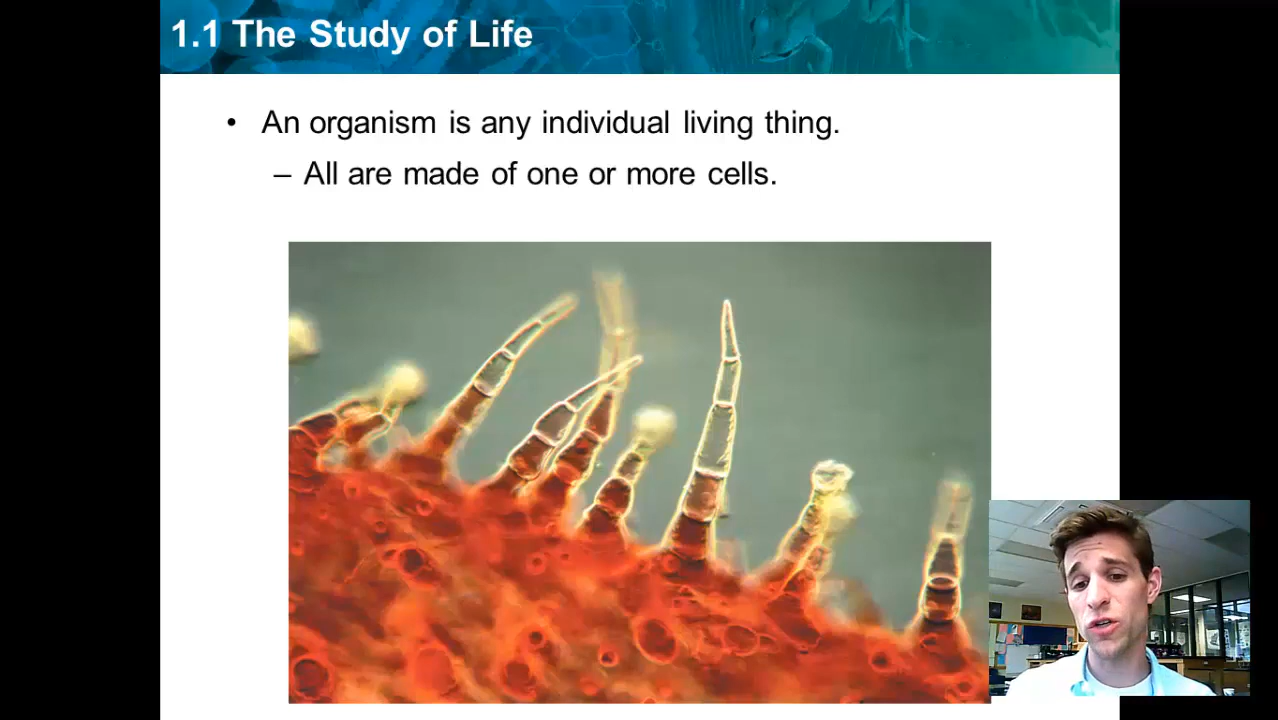 1.1 The Study of Life
• An organism is any individual living thing.
– All are made of one or more cells.